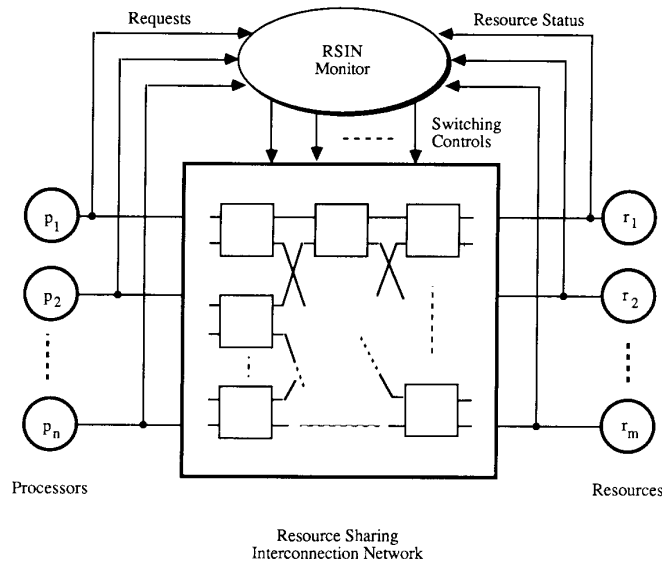 Requests
Resource Status
RSIN
Monitor
Switching
Controls
p1
r1
p2
r2
pn
rm
Processors
Resources
Resource Sharing
Interconnection Network